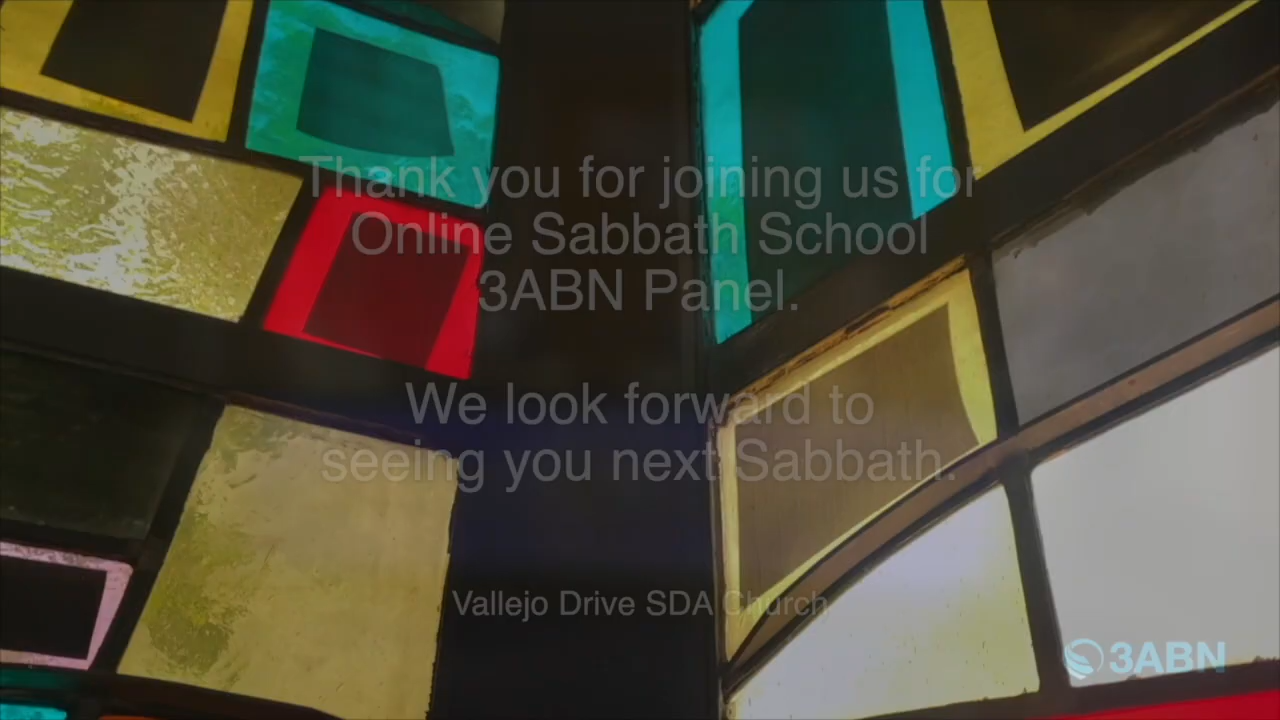 Thank you for joining us for
Online Sabbath School
3ABN Panel.
We look forward to
seeing you next Sabbath.
Vallejo Drive SDA Church
3ABN